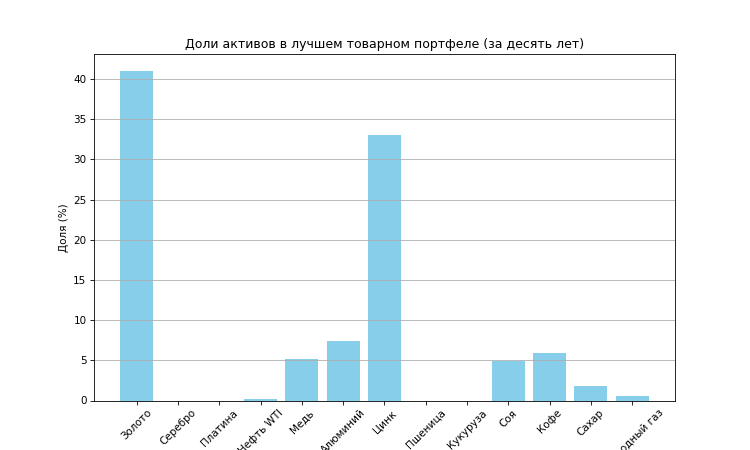 Доли активов в лучшем товарном портфеле (за десять лет)
Доля (%)
40
35
30
25
20
15
10
5
0
Золото
Серебро
Платина
Нефть WTI
Медь
Алюминий
Цинк
Пшеница
Кукуруза
Соя
Кофе
Сахар
одный газ